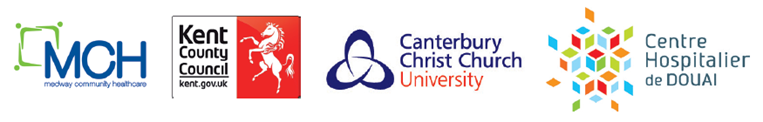 MCH
medway community healthcare
Kent
County
Council
kent.gov.uk
Canterbury
Christ Church
University
Centre
Hospitalier
de DOUAI